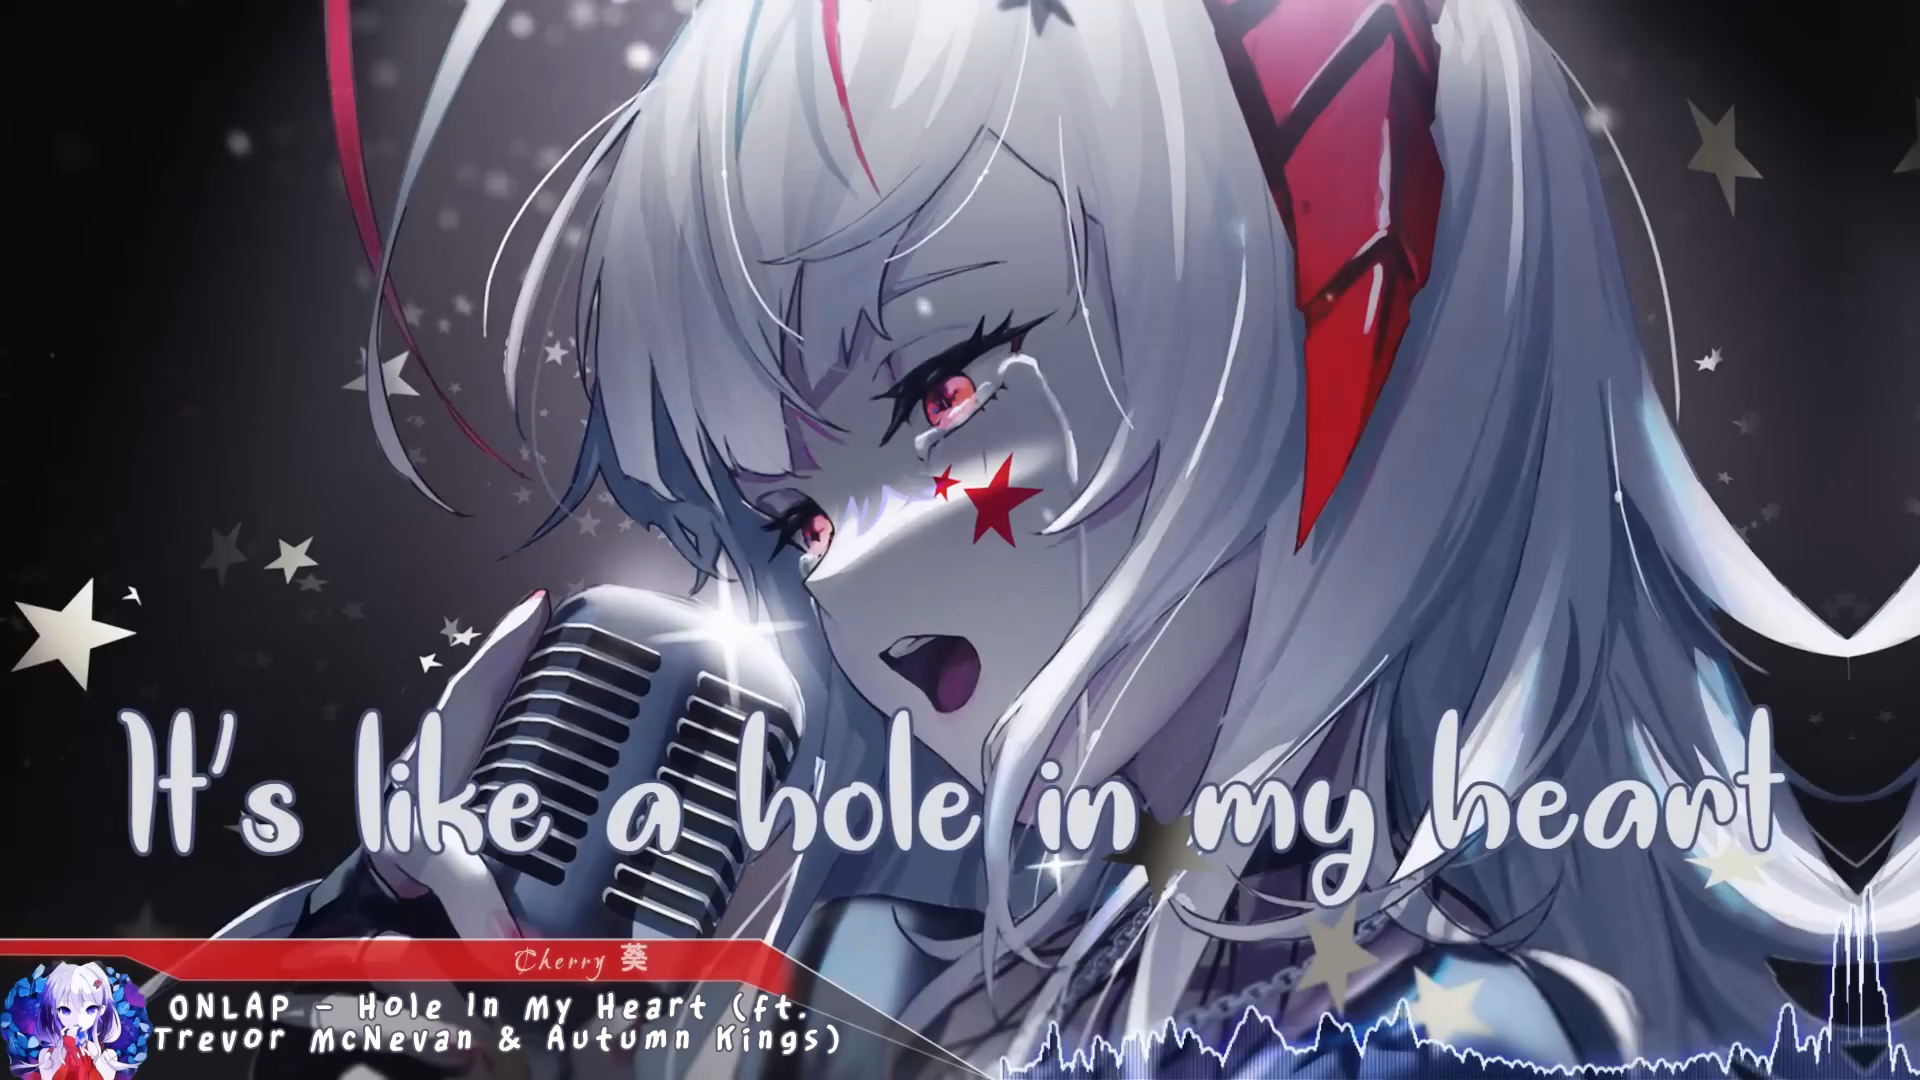 It's like a hole in my heart
Cherry 葵
ONLAP - Hole In My Heart (ft.
Trevor McNevan & Autumn Kings)